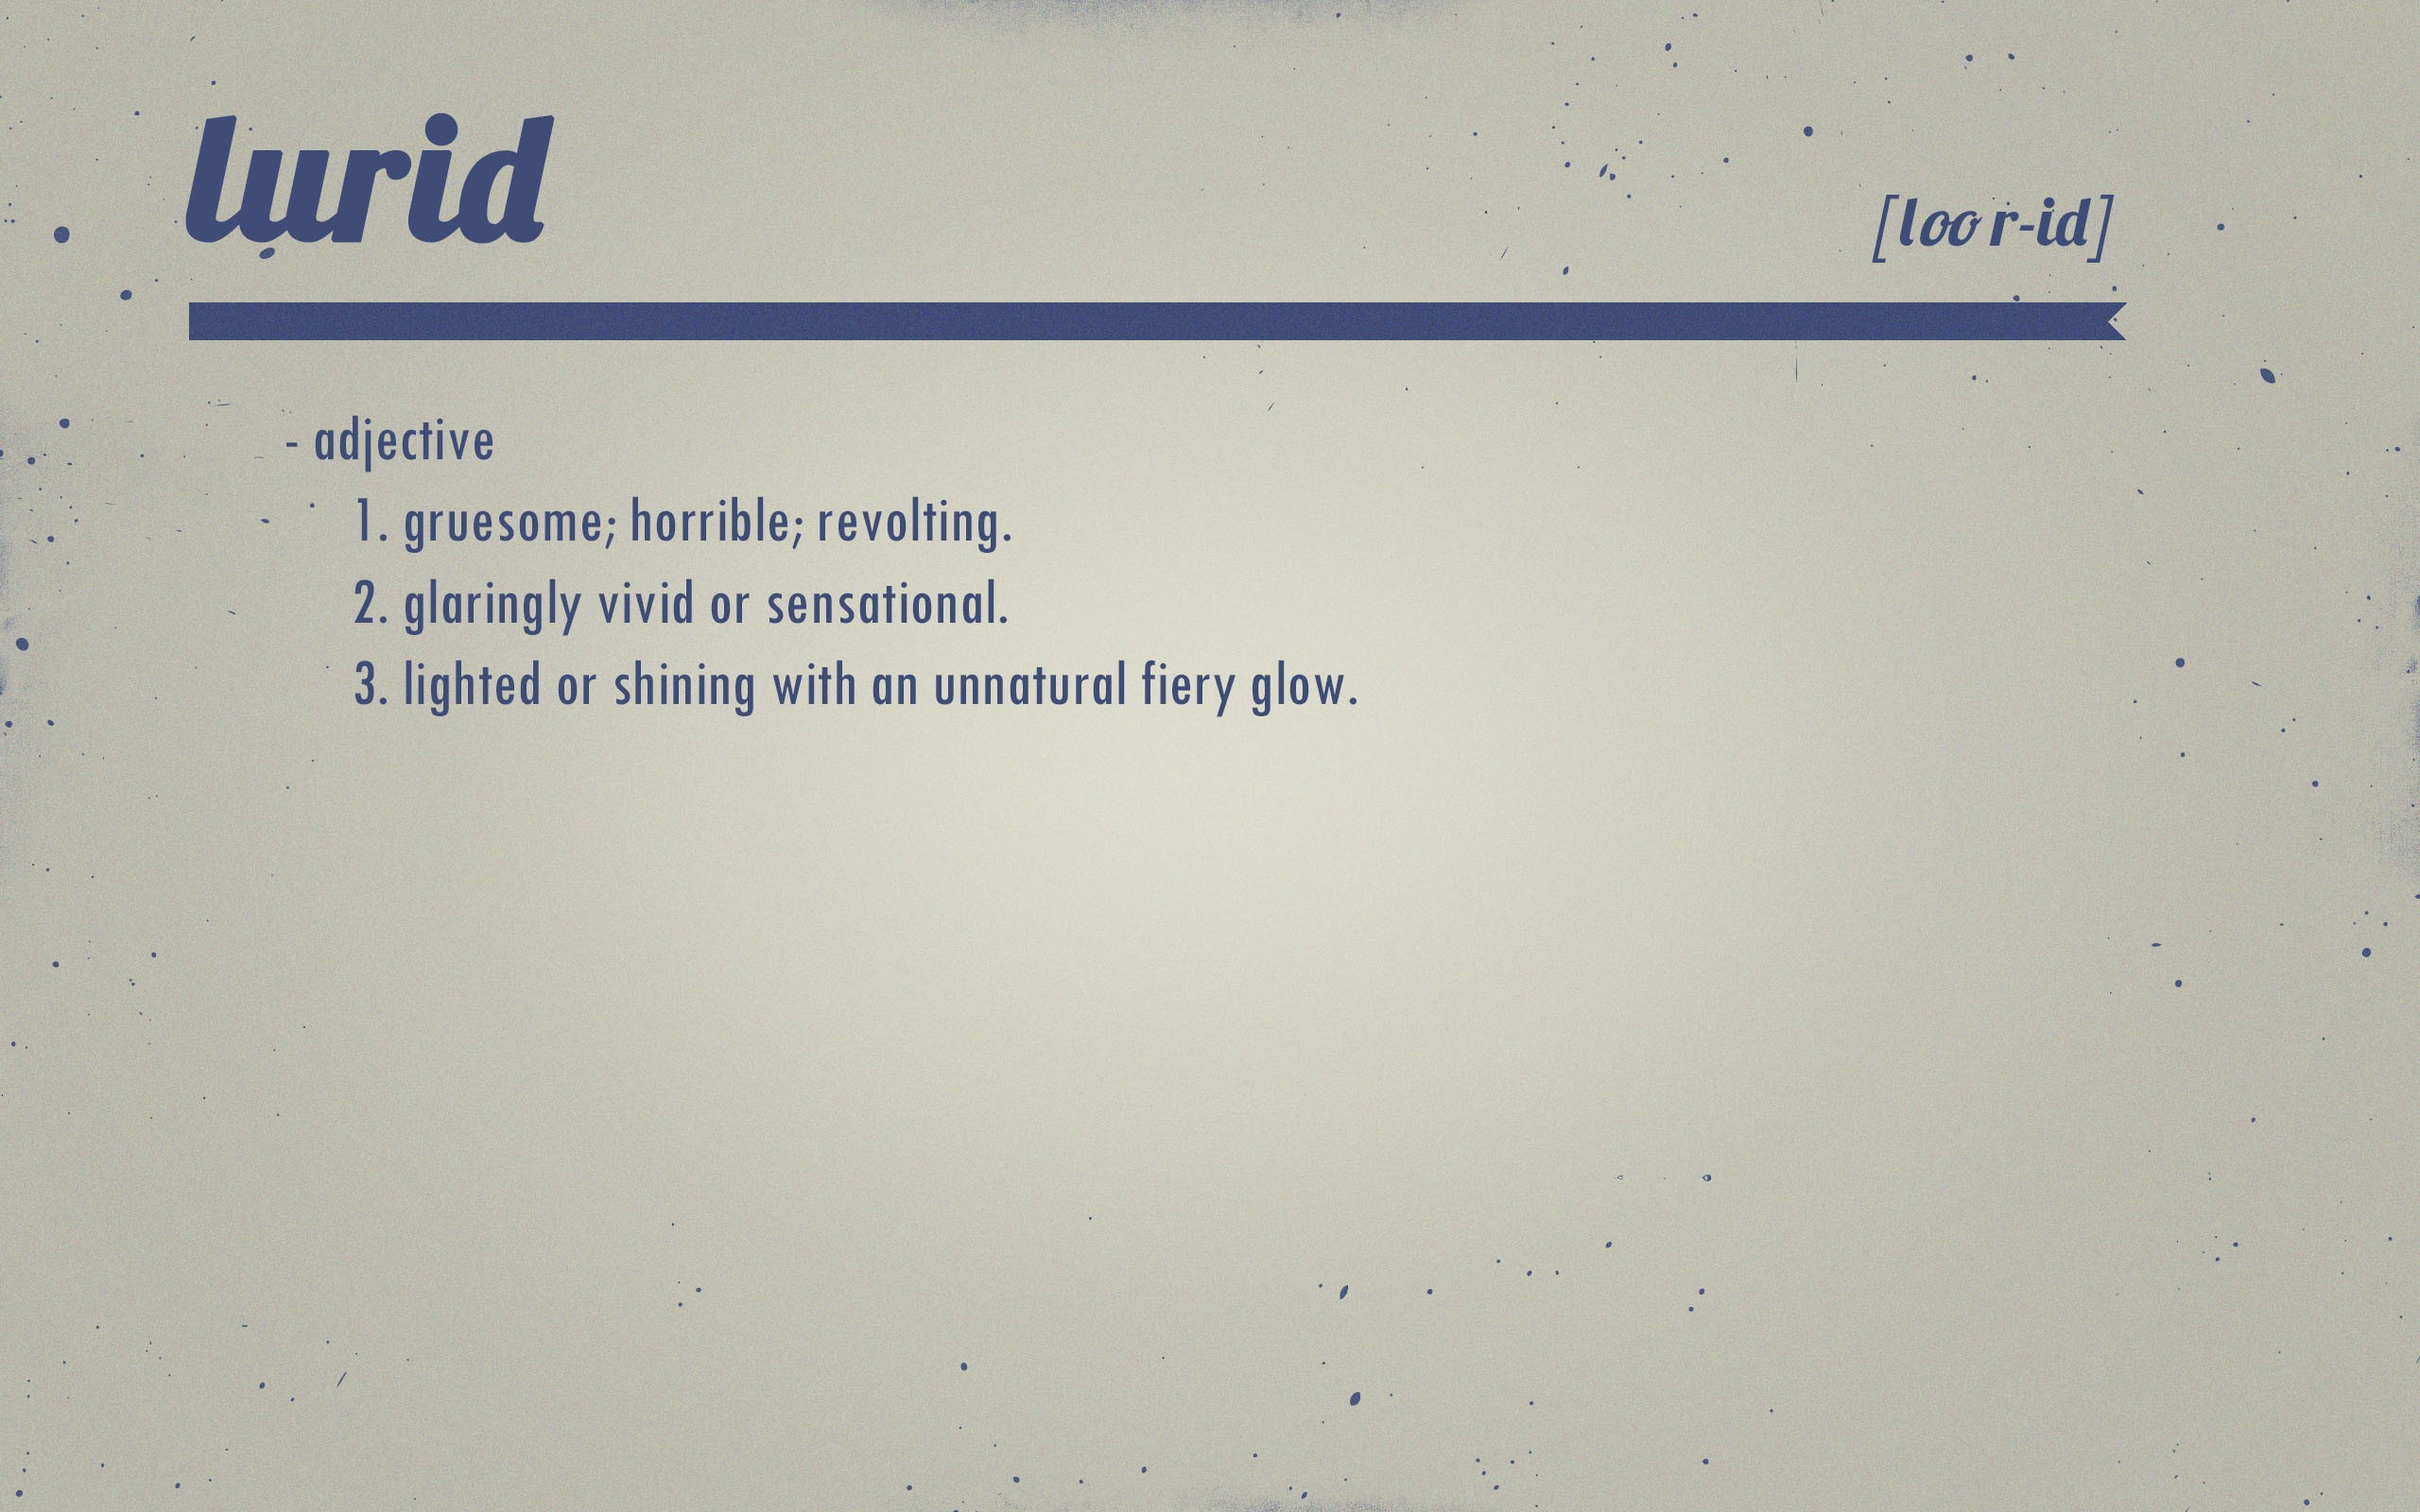 lurid
[loo r-id]
- adjective
1. gruesome; horrible; revolting.
2. glaringly vivid or sensational.
3. lighted or shining with an unnatural fiery glow.